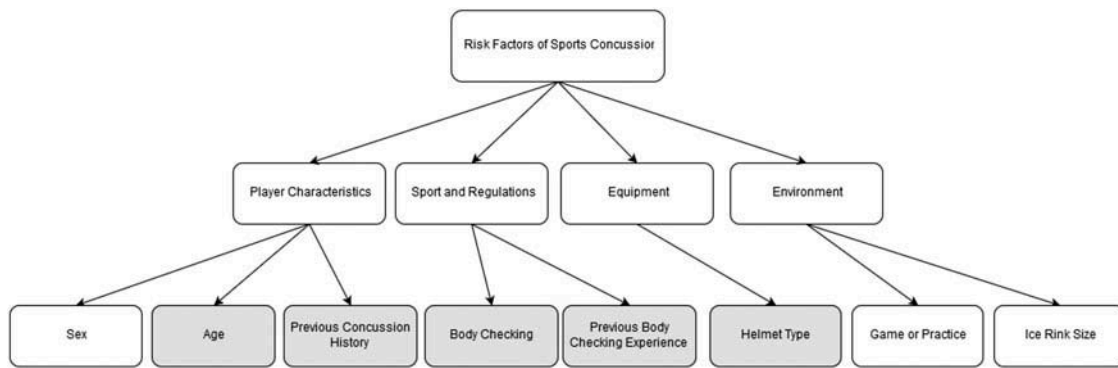 Risk Factors of Sports Concussion
Player Characteristics
Sport and Regulations
Equipment
Environment
Sex
Age
Previous Concussion
History
Body Checking
Previous Body
Checking Experience
Helmet Type
Game or Practice
Ice Rink Size